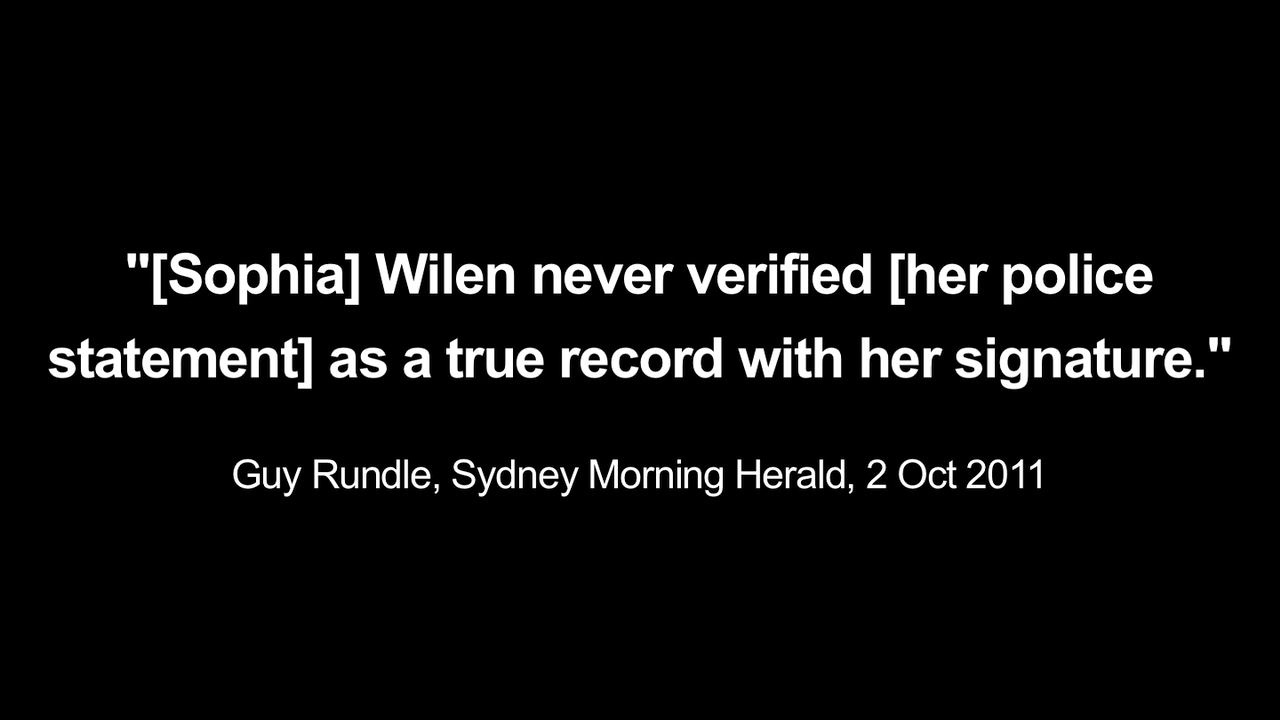 "[Sophia] Wilen never verified [her police
statement] as a true record with her signature."
Guy Rundle, Sydney Morning Herald, 2 Oct 2011